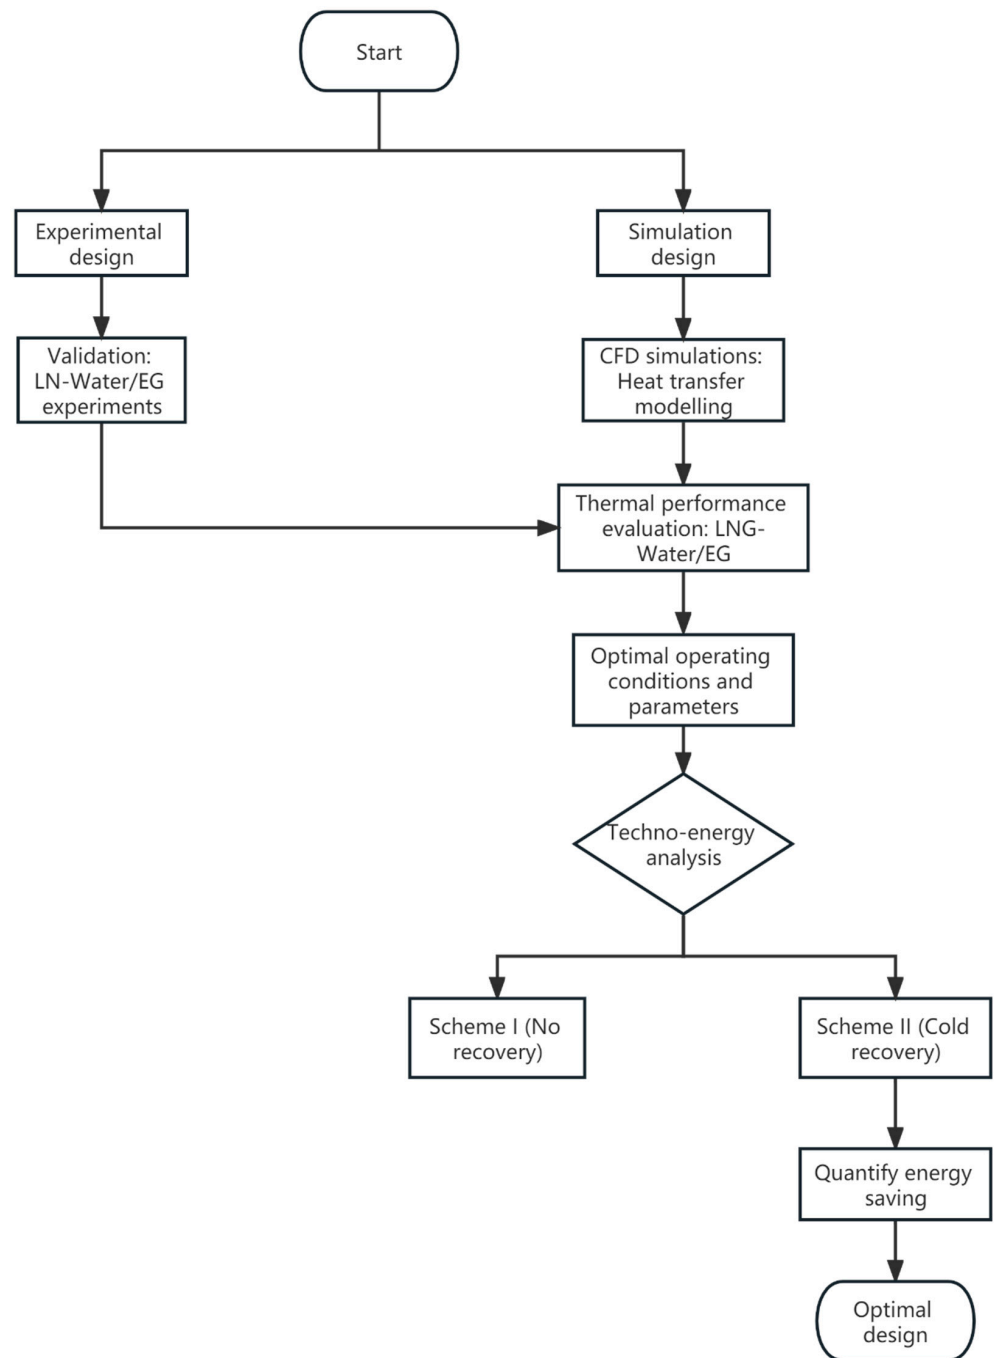 Start
Experimental
design
Simulation
design
Validation:
LN-Water/EG
experiments
CFD simulations:
Heat transfer
modelling
Thermal performance
evaluation: LNG-
Water/EG
Optimal operating
conditions and
parameters
Techno-energy
analysis
Scheme I (No
recovery)
Scheme II (Cold
recovery)
Quantify energy
saving
Optimal
design